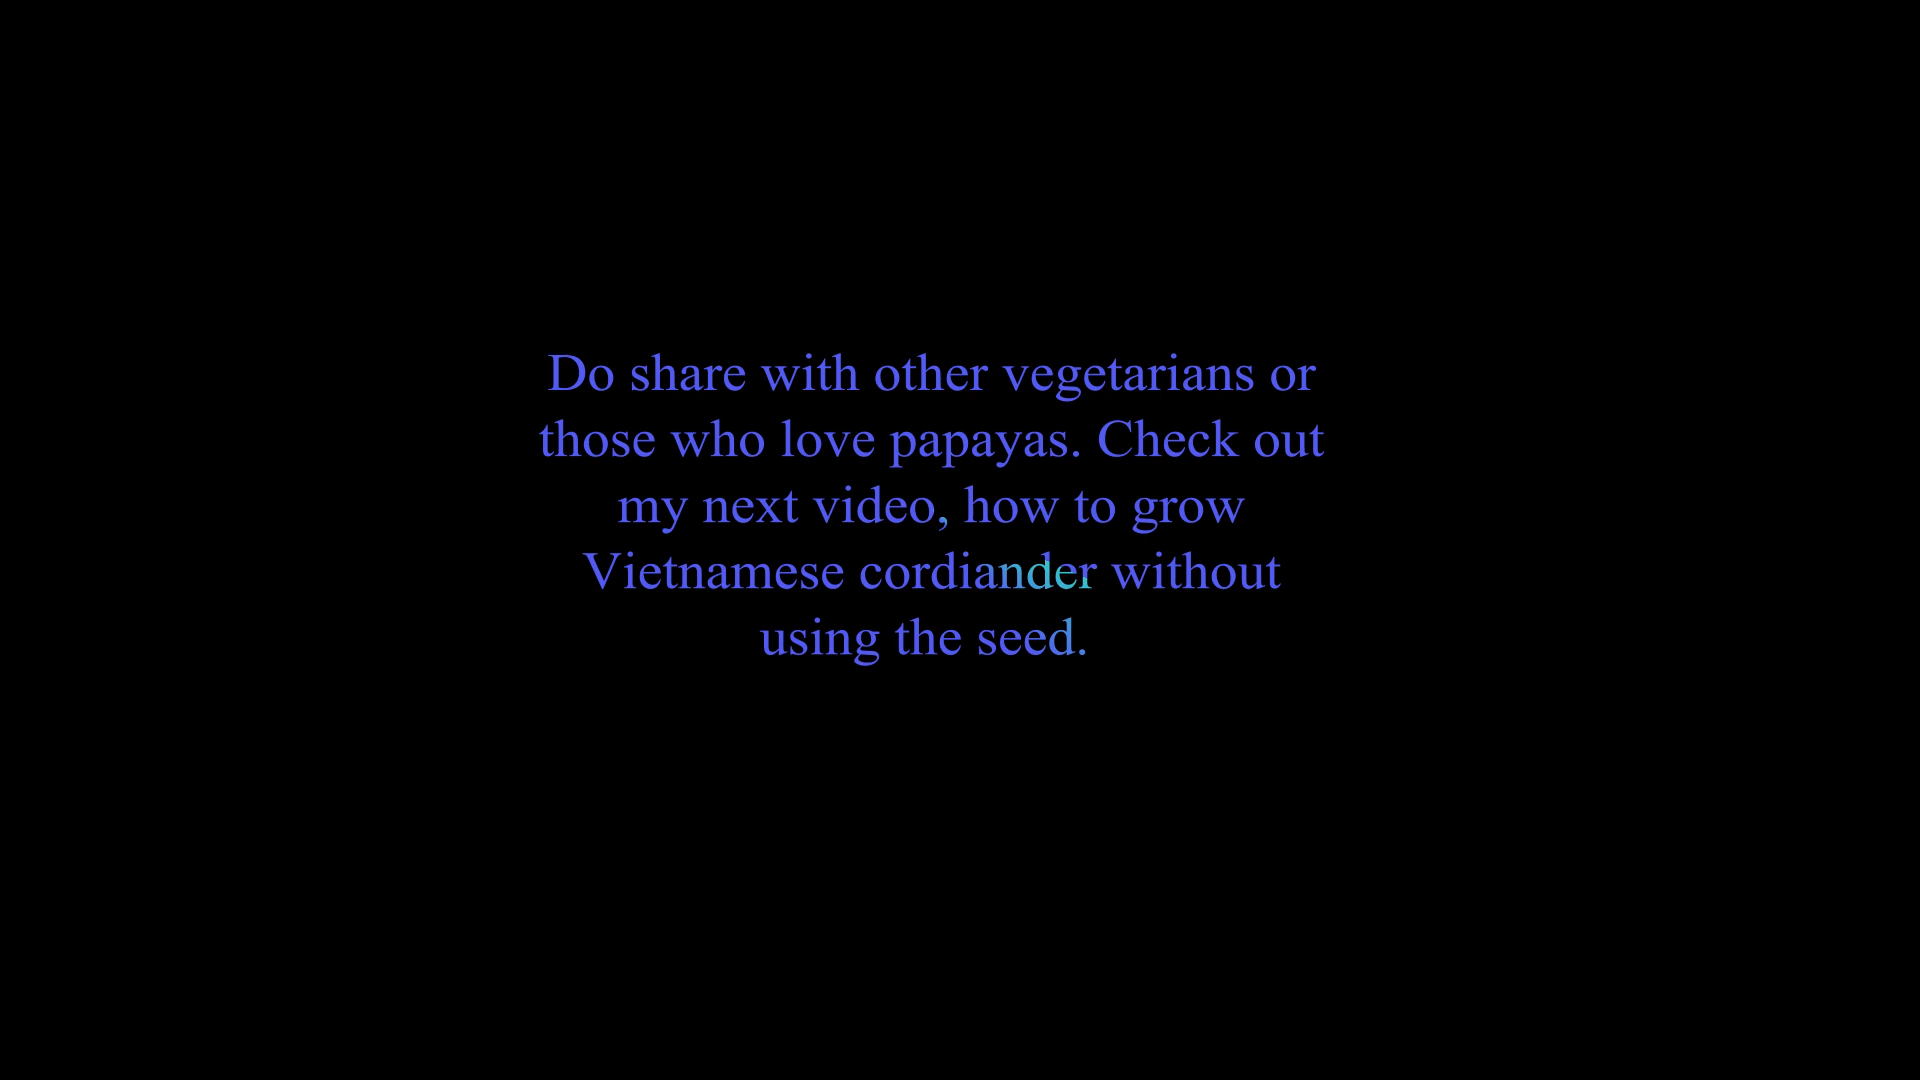 Do share with other vegetarians or
those who love papayas. Check out
my next video, how to grow
Vietnamese cordiander without
using the seed.